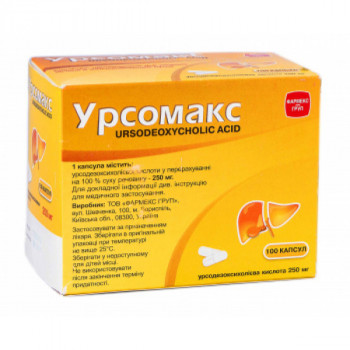 Урсомакс
URSODEOXYCHOLIC ACID
ФАРМЕКС
ГРУП
1 капсула містить:
урсодезоксихолієвої кислоти у перерахуванні
на 100 % суху речовину - 250 мг.
Для докладної інформації див. інструкцію
для медичного застосування.
Виробник: ТОВ «ФАРМЕКС ГРУП»,
вул. Шевченка, 100, м. Бориспіль,
Київська обл., 08300, Україна
Застосовувати за призначенням
лікаря. Зберігати в оригінальній
упаковці при температурі
не вище 25°С.
Зберігати у недоступному
для дітей місці.
Не використовувати
після закінчення терміну
придатності.
100 КАПСУЛ
урсодезоксихолієва кислота 250 мг